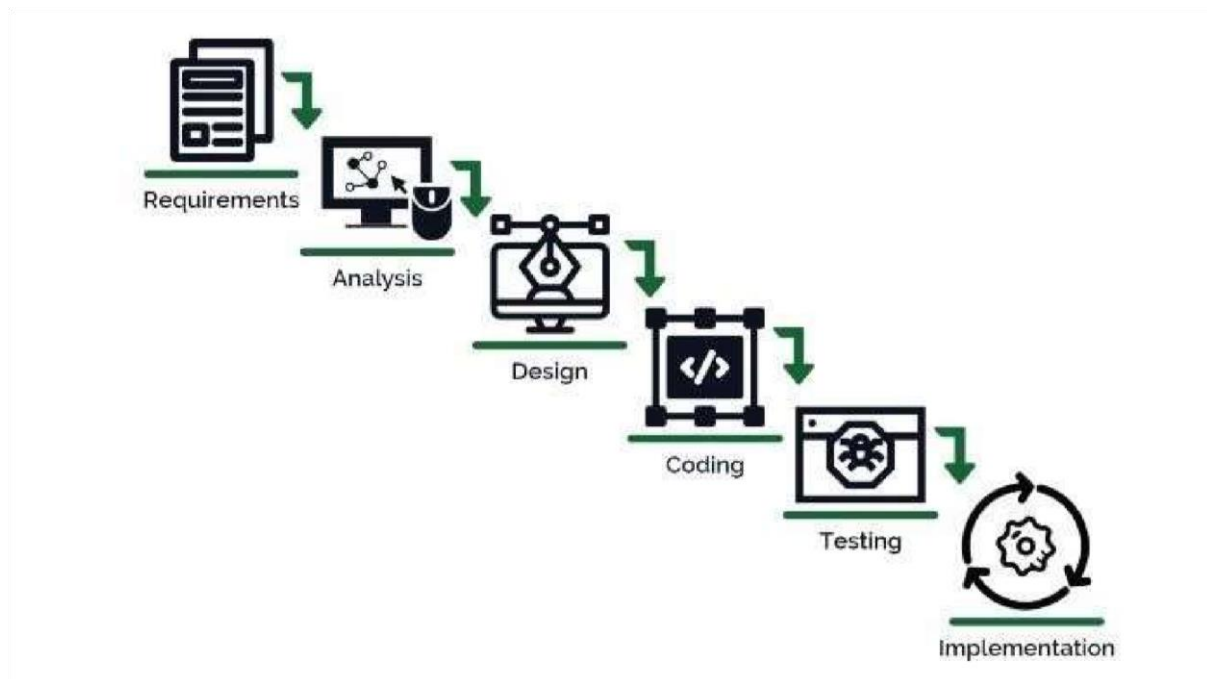 Requirements
Analysis
Design
</>
Coding
Testing
Implementation